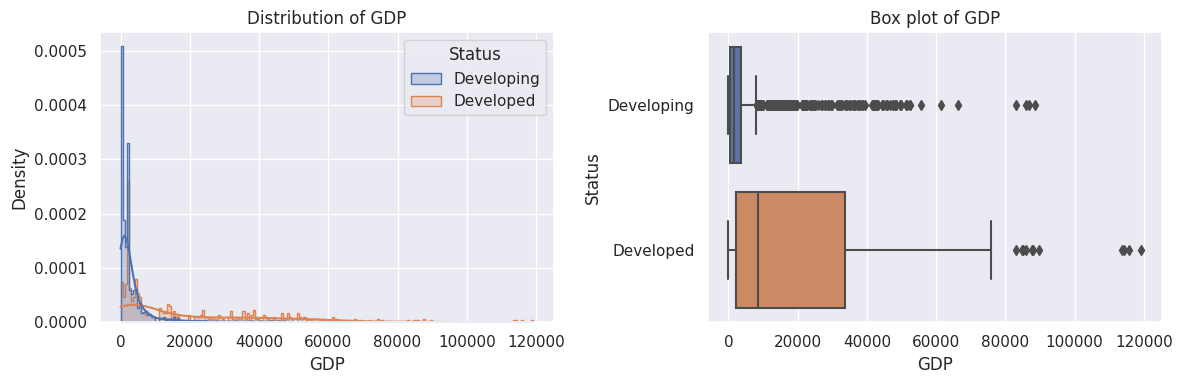 Distribution of GDP
Status
Developing
Developed
0.0005
0.0004
0.0003
0.0002
0.0001
0.0000
Density
0 20000 40000 60000 80000 100000 120000
GDP
Box plot of GDP
Developing
Developed
Status
0 20000 40000 60000 80000 100000 120000
GDP